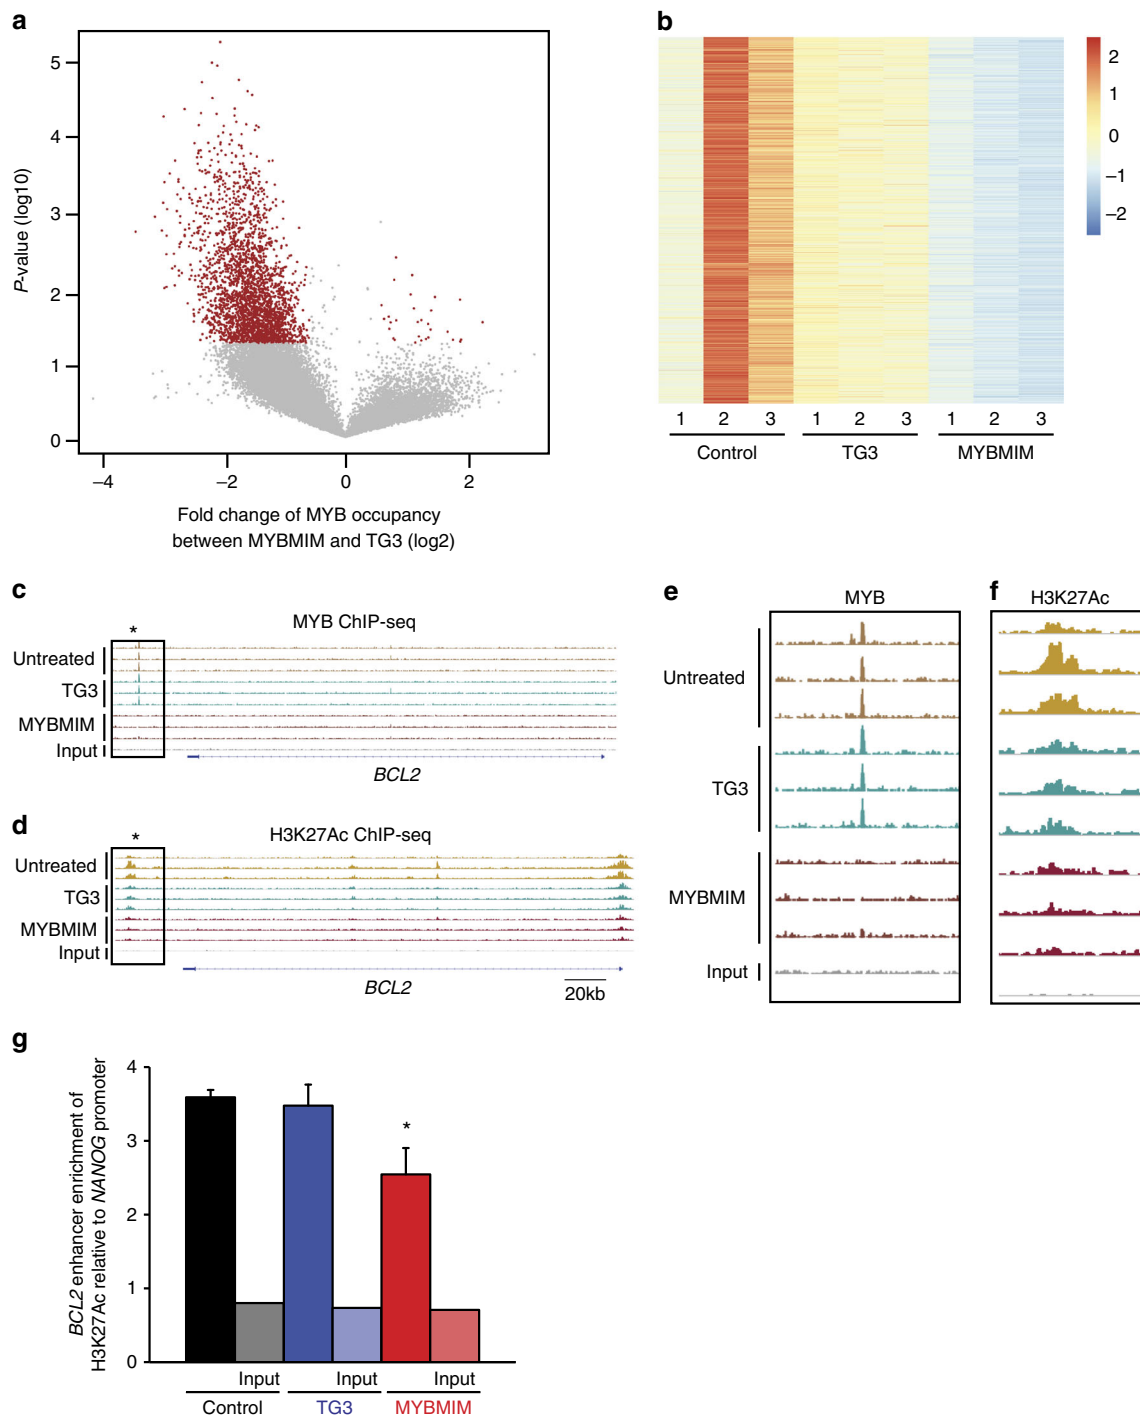 a
5
4
3
2
1
0
P-value (log10)
−4
−2
0
2
Fold change of MYB occupancy
between MYBMIM and TG3 (log2)
b
2
1
0
−1
−2
1 2 3 1 2 3 1 2 3
Control TG3 MYBMIM
c
MYB ChIP-seq
*
Untreated
TG3
MYBMIM
Input
BCL2
d
H3K27Ac ChIP-seq
*
Untreated
TG3
MYBMIM
Input
BCL2
20kb
e
MYB
Untreated
TG3
MYBMIM
Input
f
H3K27Ac
g
BCL2 enhancer enrichment of
H3K27Ac relative to NANOG promoter
4
3
2
1
0
*
Input Input Input
Control TG3 MYBMIM